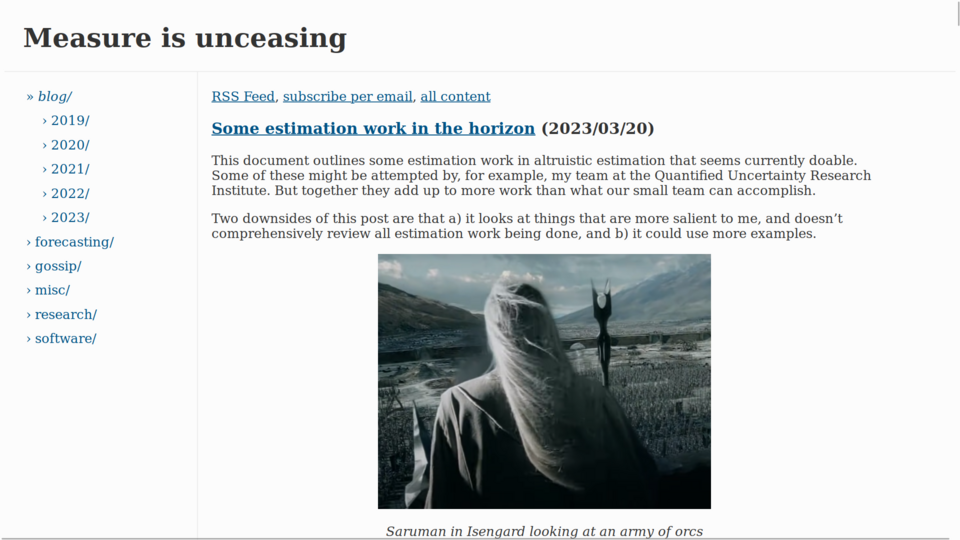 Measure is unceasing
» blog/
› 2019/
› 2020/
› 2021/
› 2022/
› 2023/
› forecasting/
› gossip/
› misc/
› research/
› software/
RSS Feed, subscribe per email, all content
Some estimation work in the horizon (2023/03/20)
This document outlines some estimation work in altruistic estimation that seems currently doable.
Some of these might be attempted by, for example, my team at the Quantified Uncertainty Research
Institute. But together they add up to more work than what our small team can accomplish.
Two downsides of this post are that a) it looks at things that are more salient to me, and doesn’t
comprehensively review all estimation work being done, and b) it could use more examples.
Saruman in Isengard looking at an army of orcs